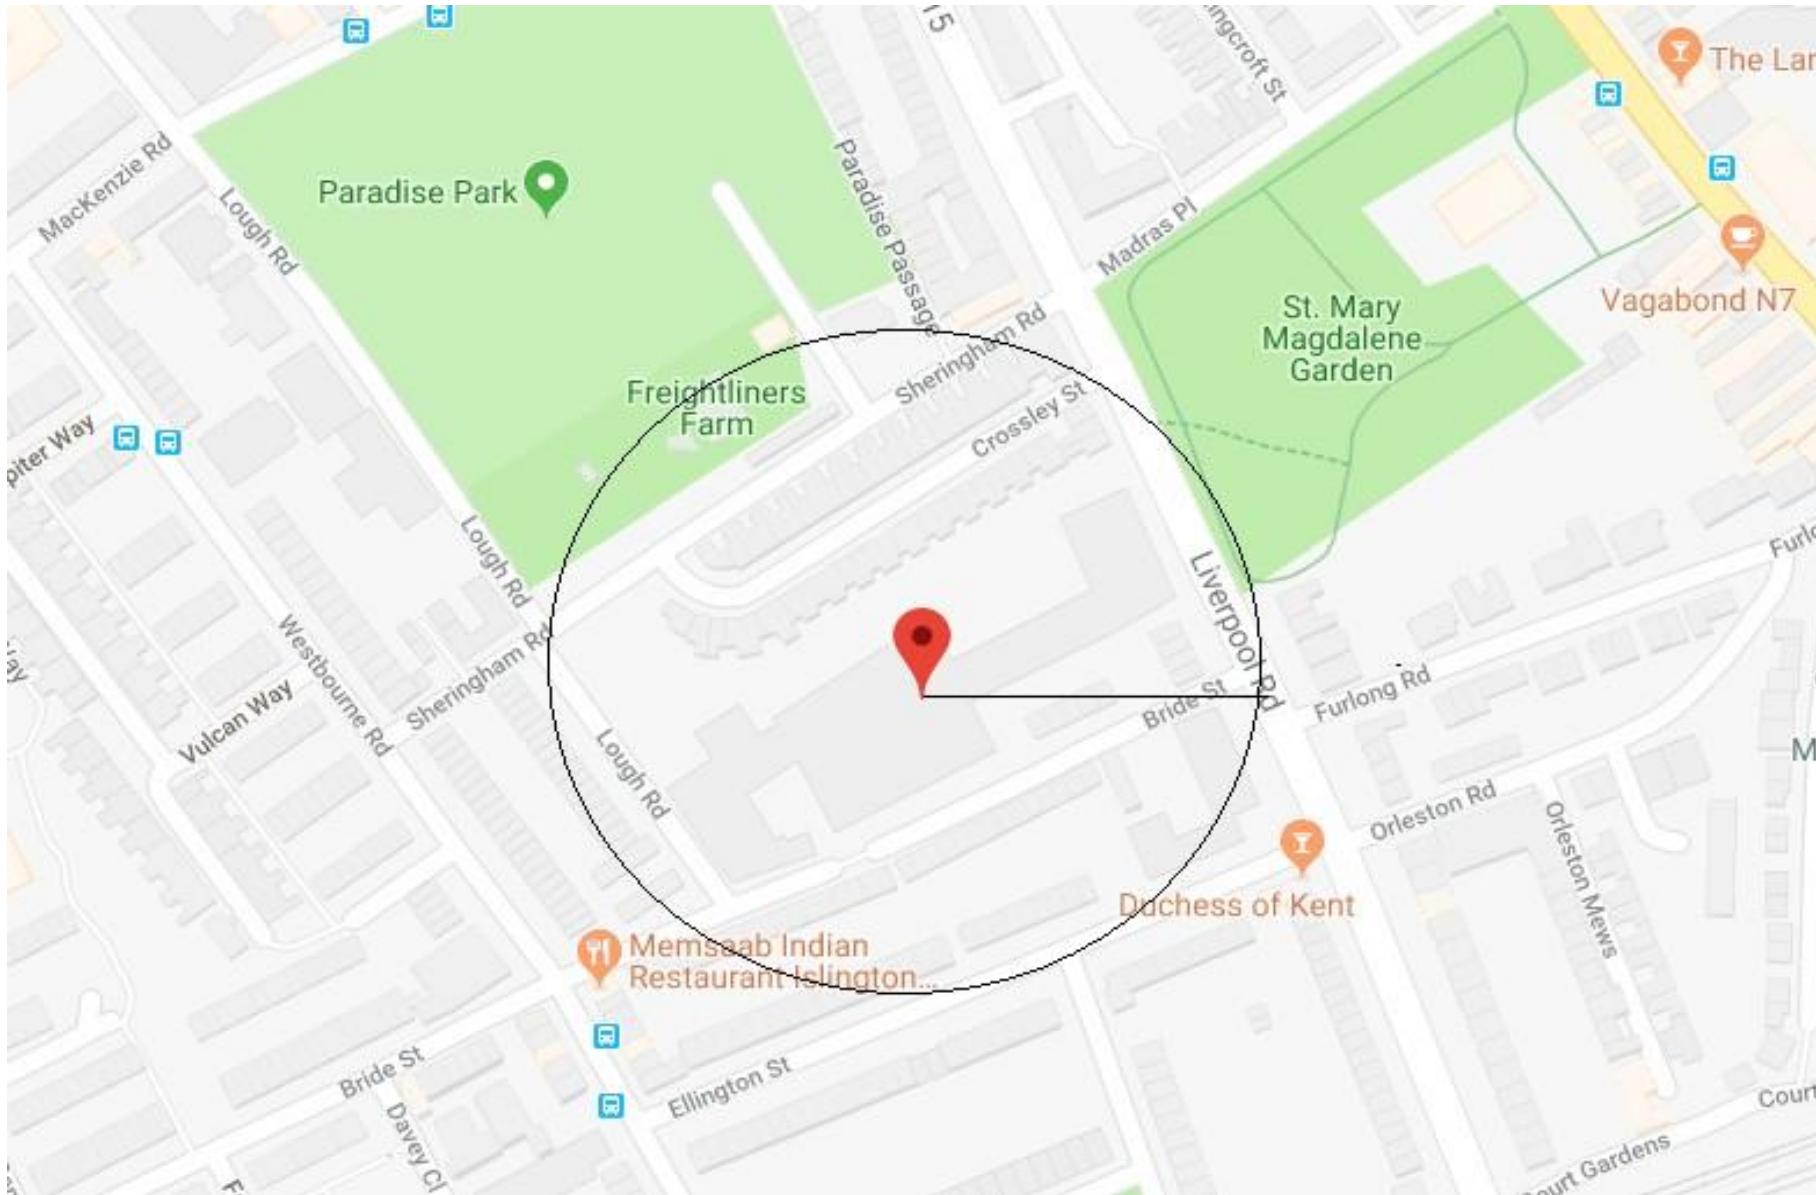 15
ingcroft St
The Lar
MacKenzie Rd
Paradise Park
Lough Rd
Paradise Passage
Madras Pl
St. Mary
Magdalene
Garden
Vagabond N7
Sheringham Rd
Freightliners
Farm
Crossley St
piter Way
Lough Rd
Liverpool Rd
Furlo
Westbourne Rd
Sheringham Rd
Vulcan Way
Way
Bride St
Furlong Rd
Lough Rd
M
Orleston Rd
Orleston Mews
Duchess of Kent
Memsaab Indian
Restaurant Islington...
Bride St
Ellington St
Davey Cl
Cour
ourt Gardens
F